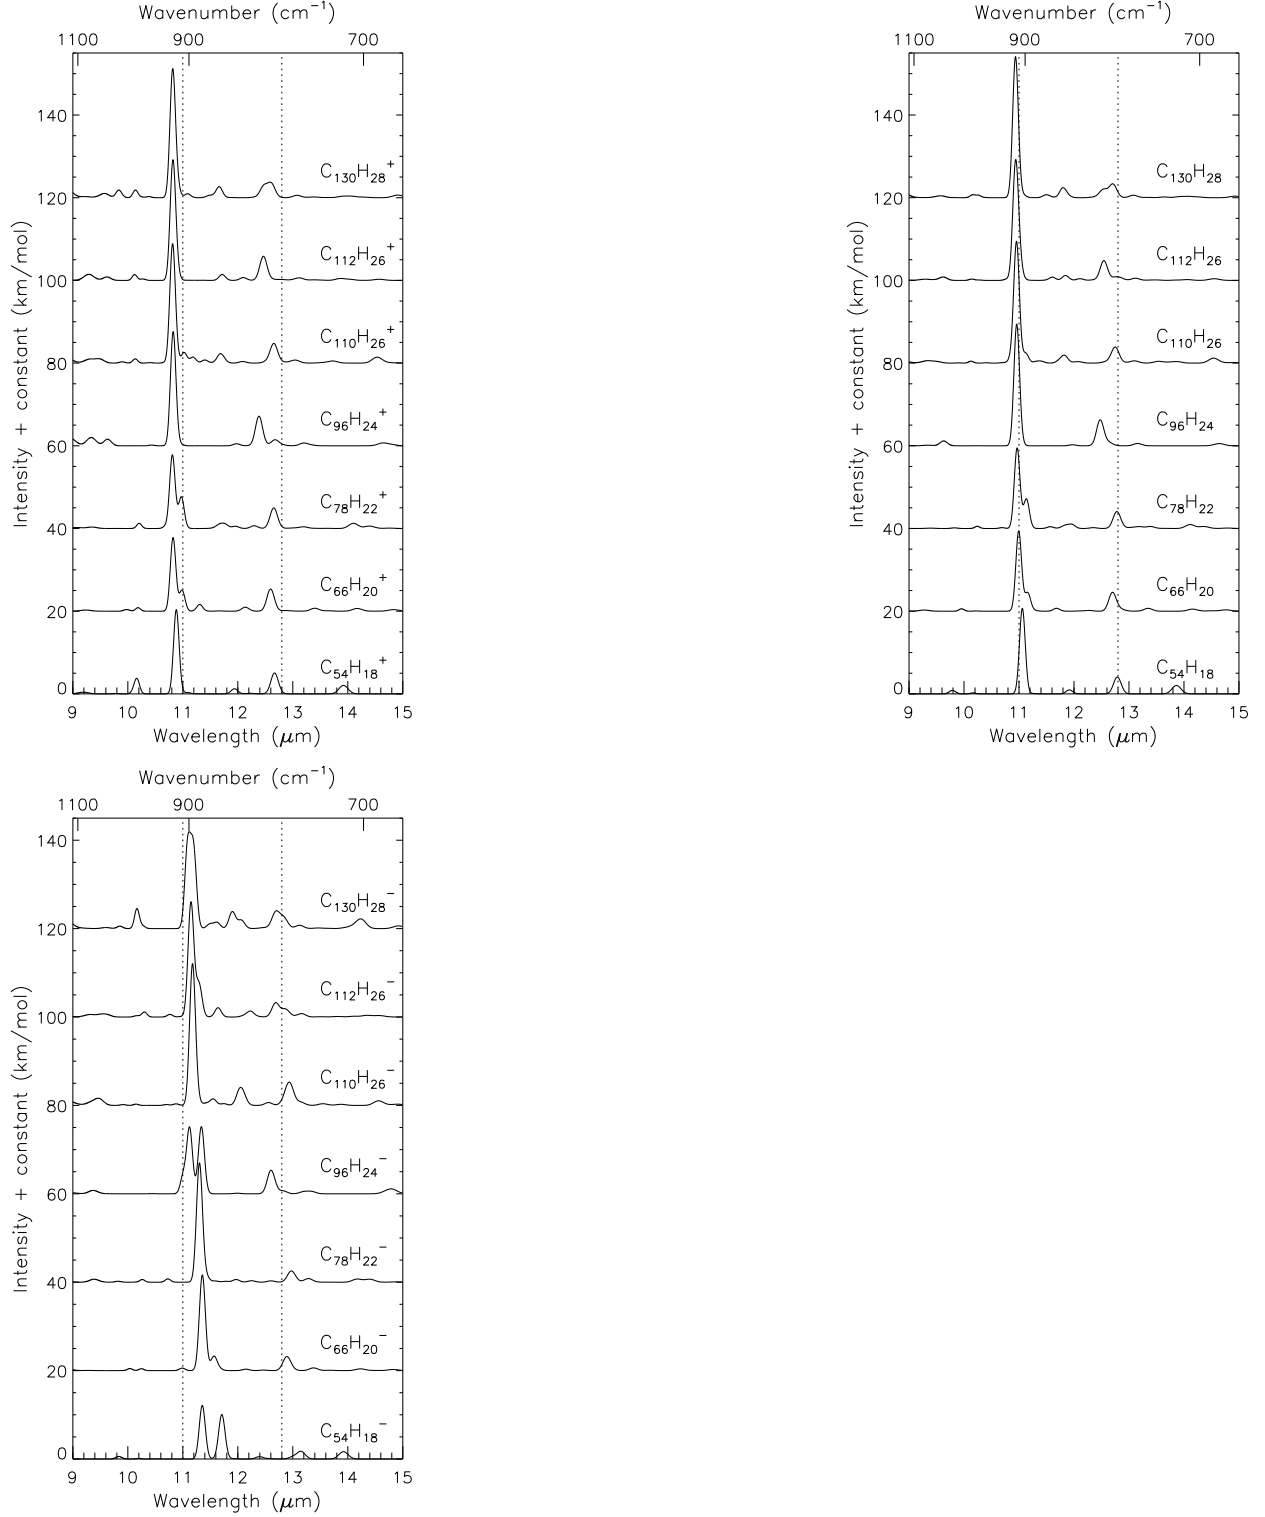 Wavenumber (cm⁻¹)
1100 900 700
140
120
100
80
60
40
20
0
Intensity + constant (km/mol)
C₁₃₀H₂₈⁺
C₁₁₂H₂₆⁺
C₁₁₀H₂₆⁺
C₉₆H₂₄⁺
C₇₈H₂₂⁺
C₆₆H₂₀⁺
C₅₄H₁₈⁺
9 10 11 12 13 14 15
Wavelength (μm)
Wavenumber (cm⁻¹)
1100 900 700
140
120
100
80
60
40
20
0
Intensity + constant (km/mol)
C₁₃₀H₂₈
C₁₁₂H₂₆
C₁₁₀H₂₆
C₉₆H₂₄
C₇₈H₂₂
C₆₆H₂₀
C₅₄H₁₈
9 10 11 12 13 14 15
Wavelength (μm)
Wavenumber (cm⁻¹)
1100 900 700
140
120
100
80
60
40
20
0
Intensity + constant (km/mol)
C₁₃₀H₂₈⁻
C₁₁₂H₂₆⁻
C₁₁₀H₂₆⁻
C₉₆H₂₄⁻
C₇₈H₂₂⁻
C₆₆H₂₀⁻
C₅₄H₁₈⁻
9 10 11 12 13 14 15
Wavelength (μm)